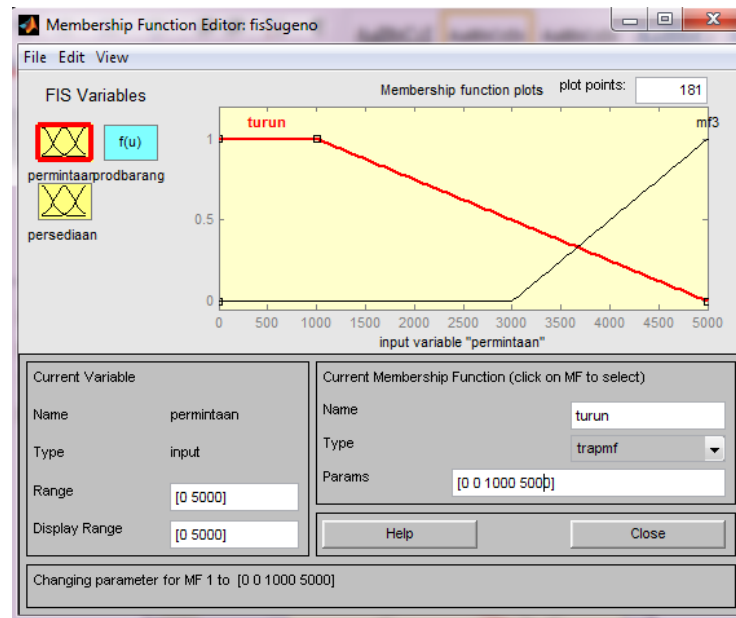 Membership Function Editor: fisSugeno
File Edit View
FIS Variables
f(u)
permintaanprodbarang
persediaan
Membership function plots
plot points:
181
turun
mf3
1
0.5
0
0 500 1000 1500 2000 2500 3000 3500 4000 4500 5000
input variable "permintaan"
Current Variable
Name permintaan
Type input
Range [0 5000]
Display Range [0 5000]
Current Membership Function (click on MF to select)
Name turun
Type trapmf
Params [0 0 1000 5000]
Help Close
Changing parameter for MF 1 to [0 0 1000 5000]